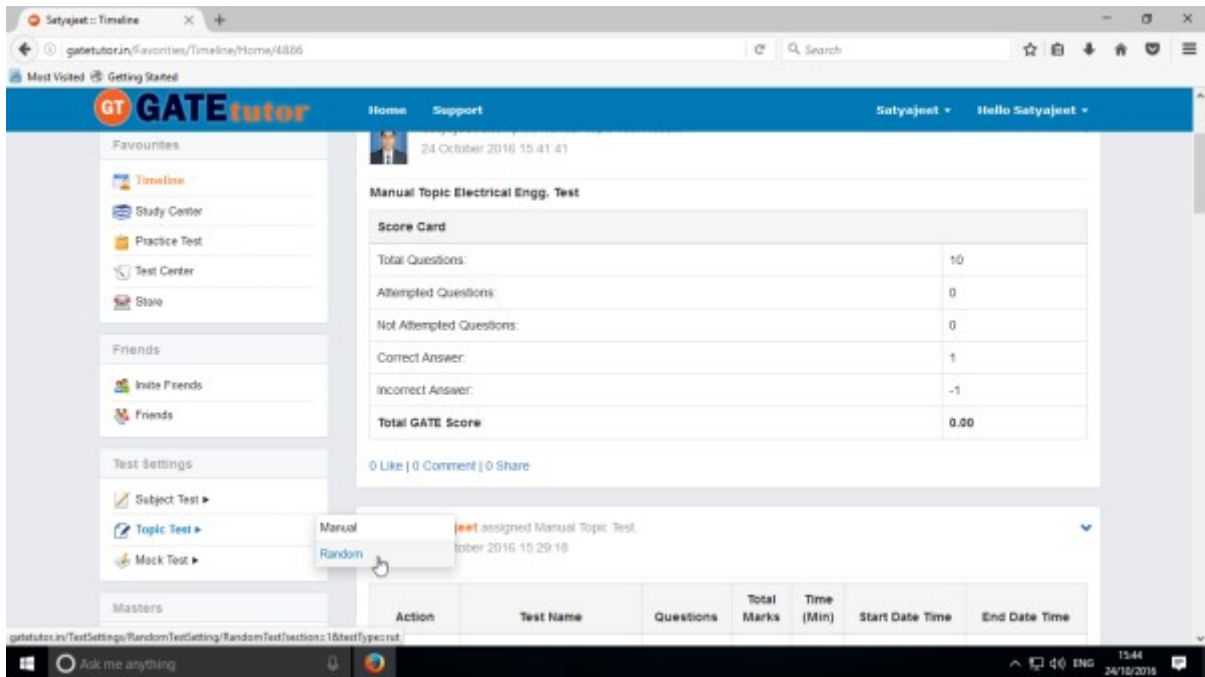 Satyajeet :: Timeline
gatetutor.in/Favorities/Timeline/Home/4886
Search
Most Visited
Getting Started
GT GATEtutor
Home
Support
Satyajeet
Hello Satyajeet
Favourites
Timeline
Study Center
Practice Test
Test Center
Store
Friends
Invite Friends
Friends
Test Settings
Subject Test
Topic Test
Mock Test
Manual
Random
Masters
24 October 2016 15:41:41
Manual Topic Electrical Engg. Test
Score Card
Total Questions: 10
Attempted Questions: 0
Not Attempted Questions: 0
Correct Answer: 1
Incorrect Answer: -1
Total GATE Score 0.00
0 Like | 0 Comment | 0 Share
jeet assigned Manual Topic Test.
tober 2016 15:29:18
Action
Test Name
Questions
Total Marks
Time (Min)
Start Date Time
End Date Time
gatetutor.in/TestSettings/RandomTestSetting/RandomTest?section=1&testType=rut
Ask me anything
ENG
15:44
24/10/2016